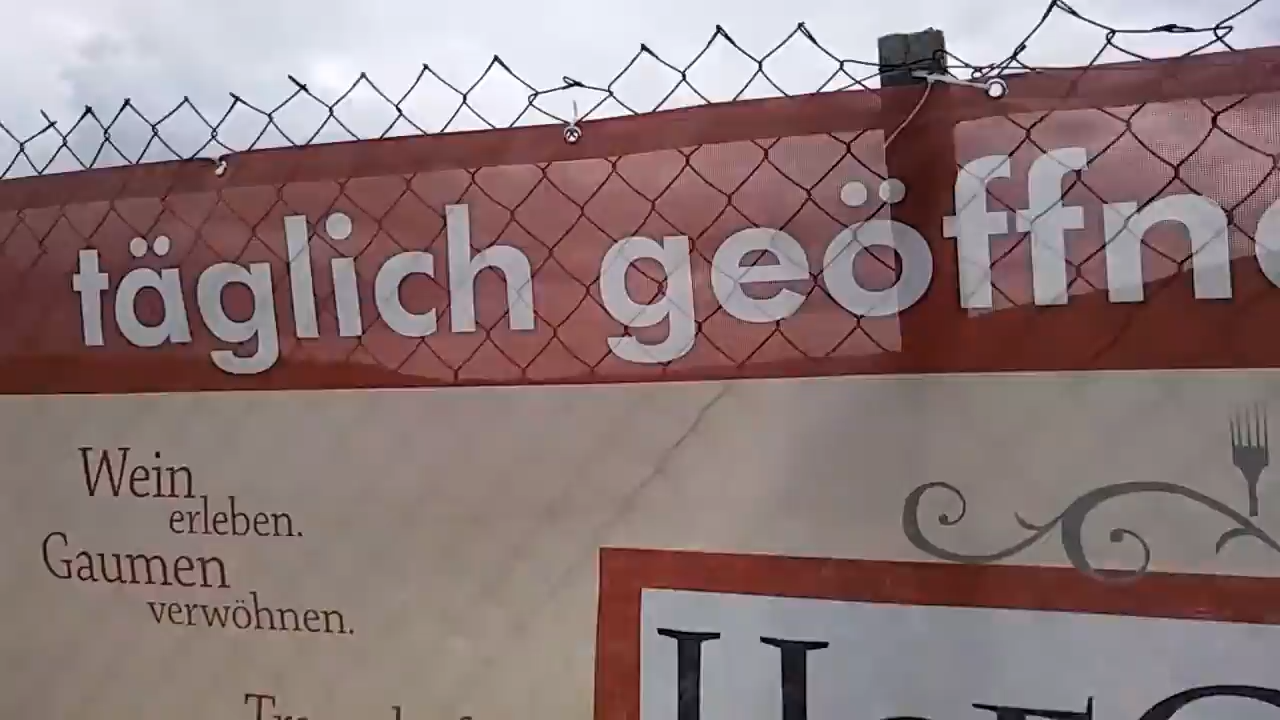 täglich geöffn
Wein
erleben.
Gaumen
verwöhnen.